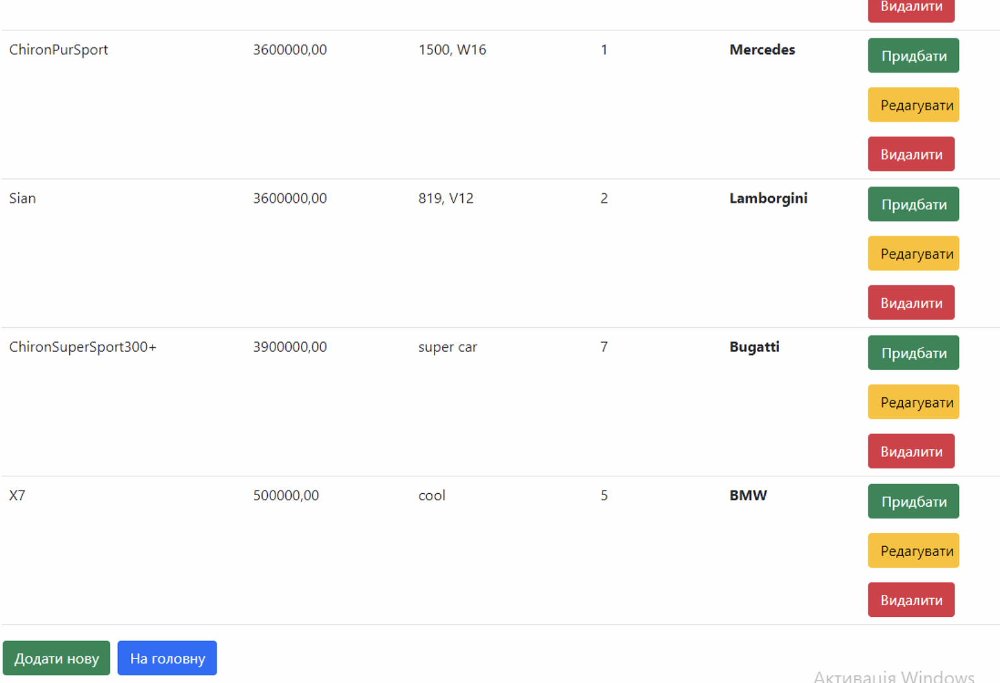 Видалити
ChironPurSport 3600000,00 1500, W16 1 Mercedes Придбати
Редагувати
Видалити
Sian 3600000,00 819, V12 2 Lamborgini Придбати
Редагувати
Видалити
ChironSuperSport300+ 3900000,00 super car 7 Bugatti Придбати
Редагувати
Видалити
X7 500000,00 cool 5 BMW Придбати
Редагувати
Видалити
Додати нову На головну
Активація Windows